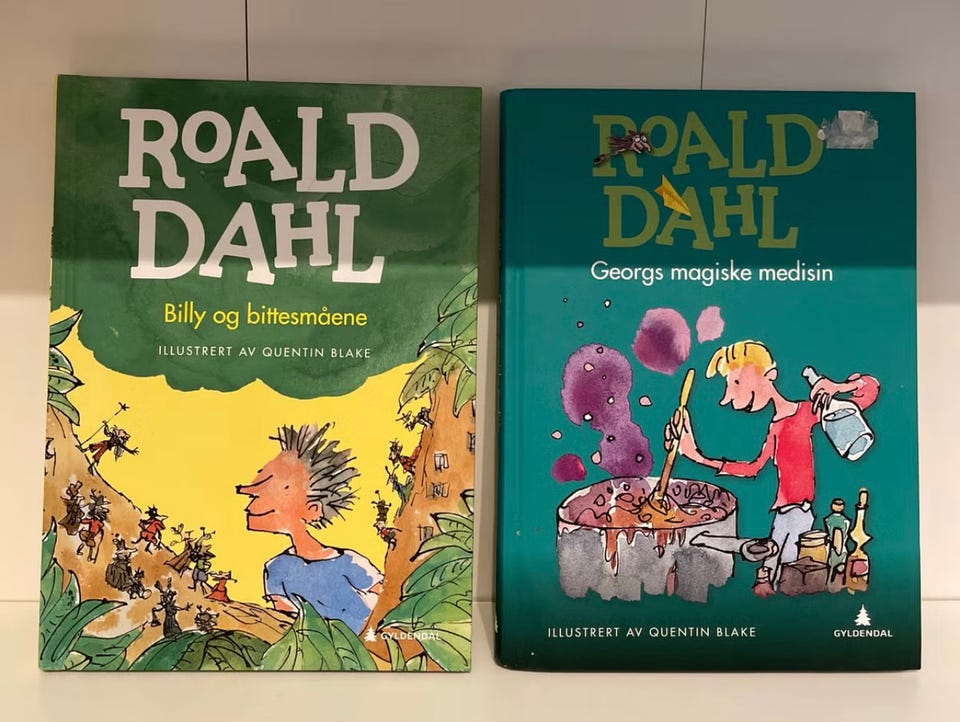 ROALD
DAHL
Billy og bittesmåene
ILLUSTRERT AV QUENTIN BLAKE
GYLDENDAL
ROALD
DAHL
Georgs magiske medisin
ILLUSTRERT AV QUENTIN BLAKE
GYLDENDAL